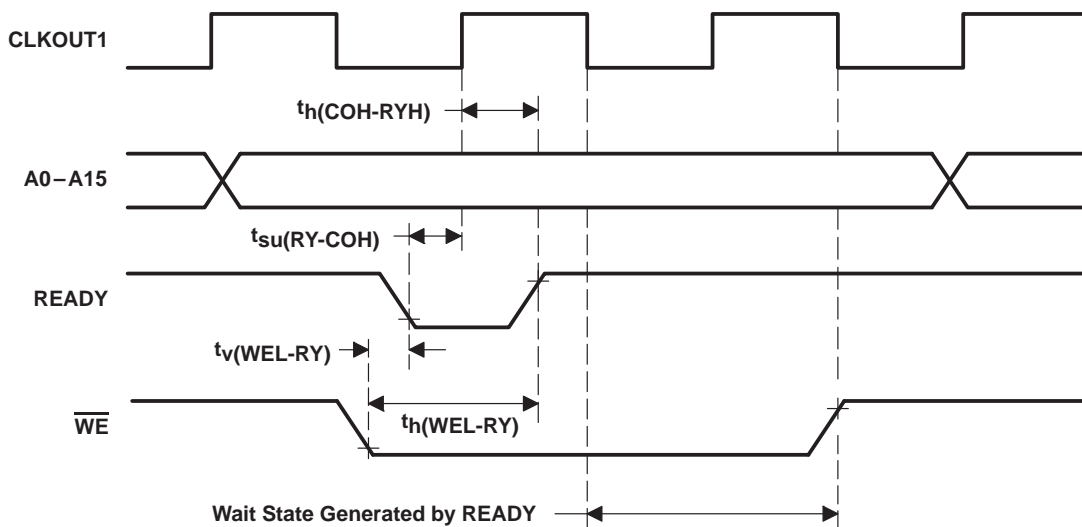 CLKOUT1
th(COH-RYH)
A0–A15
tsu(RY-COH)
READY
tv(WEL-RY)
th(WEL-RY)
WE
Wait State Generated by READY